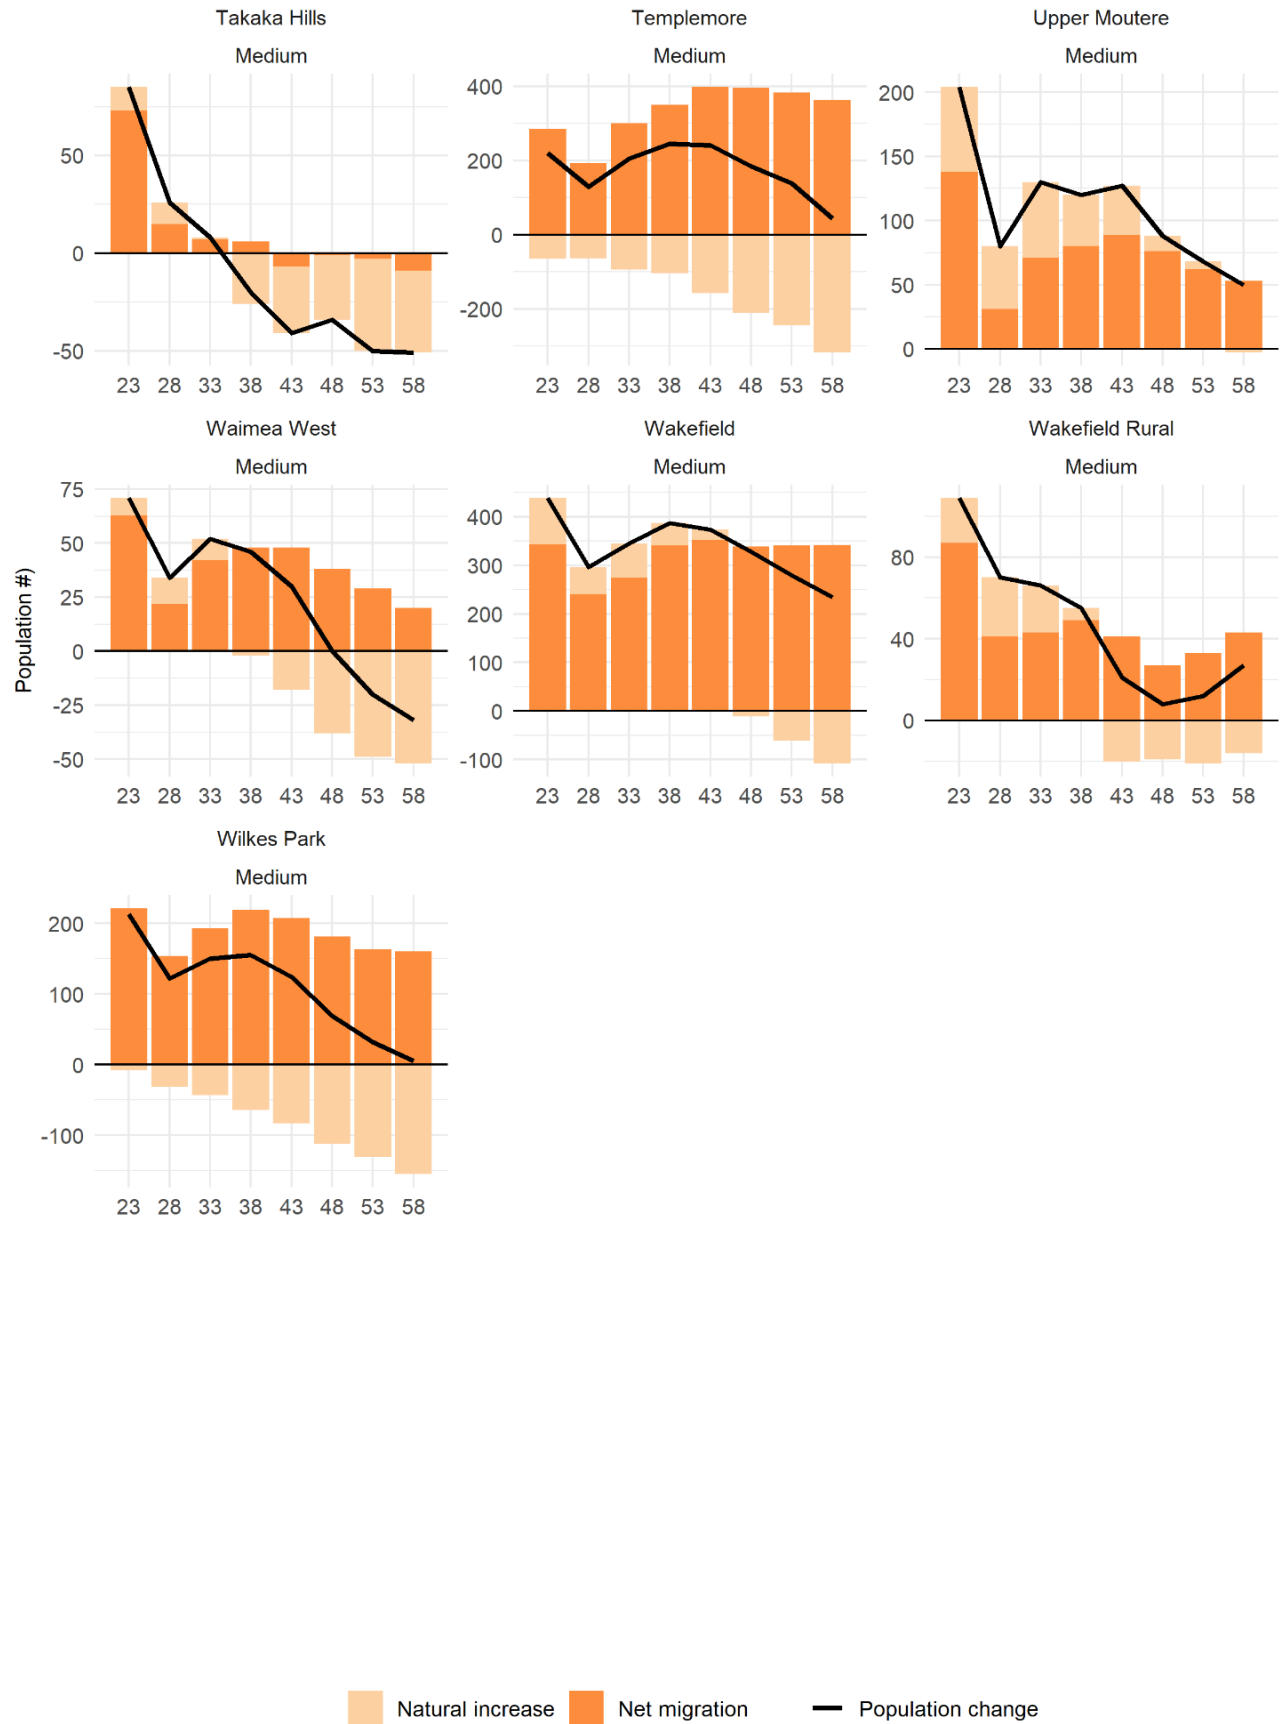 Takaka Hills Templemore Upper Moutere
Medium Medium Medium
50
0
-50
400
200
0
-200
200
150
100
50
0
23 28 33 38 43 48 53 58 23 28 33 38 43 48 53 58 23 28 33 38 43 48 53 58
Waimea West Wakefield Wakefield Rural
Medium Medium Medium
Population #)
75
50
25
0
-25
-50
400
300
200
100
0
-100
80
40
0
23 28 33 38 43 48 53 58 23 28 33 38 43 48 53 58 23 28 33 38 43 48 53 58
Wilkes Park
Medium
200
100
0
-100
23 28 33 38 43 48 53 58
Natural increase Net migration Population change